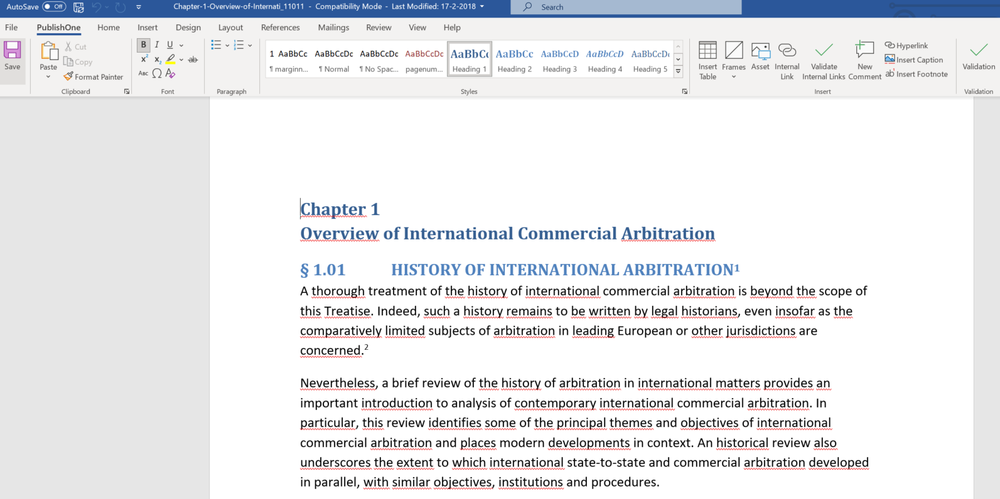 AutoSave Off Chapter-1-Overview-of-Internati_11011 - Compatibility Mode - Last Modified: 17-2-2018 Search
File PublishOne Home Insert Design Layout References Mailings Review View Help
Save
Paste
Cut
Copy
Format Painter
Clipboard
B I U
x² x₂ ab
ABC Ω A
Font
Paragraph
1 AaBbCc AaBbCcDc AaBbCcDc AaBbCcDc AaBbCc AaBbCc AaBbCcD AaBbCcD AaBbCcDc
¶ marginn... ¶ Normal ¶ No Spac... pagenum... Heading 1 Heading 2 Heading 3 Heading 4 Heading 5
Styles
Insert Table
Frames
Asset
Internal Link
Validate Internal Links
New Comment
Hyperlink
Insert Caption
ab¹ Insert Footnote
Insert
Validation
Validation
Chapter 1
Overview of International Commercial Arbitration
§ 1.01 HISTORY OF INTERNATIONAL ARBITRATION¹
A thorough treatment of the history of international commercial arbitration is beyond the scope of
this Treatise. Indeed, such a history remains to be written by legal historians, even insofar as the
comparatively limited subjects of arbitration in leading European or other jurisdictions are
concerned.²
Nevertheless, a brief review of the history of arbitration in international matters provides an
important introduction to analysis of contemporary international commercial arbitration. In
particular, this review identifies some of the principal themes and objectives of international
commercial arbitration and places modern developments in context. An historical review also
underscores the extent to which international state-to-state and commercial arbitration developed
in parallel, with similar objectives, institutions and procedures.